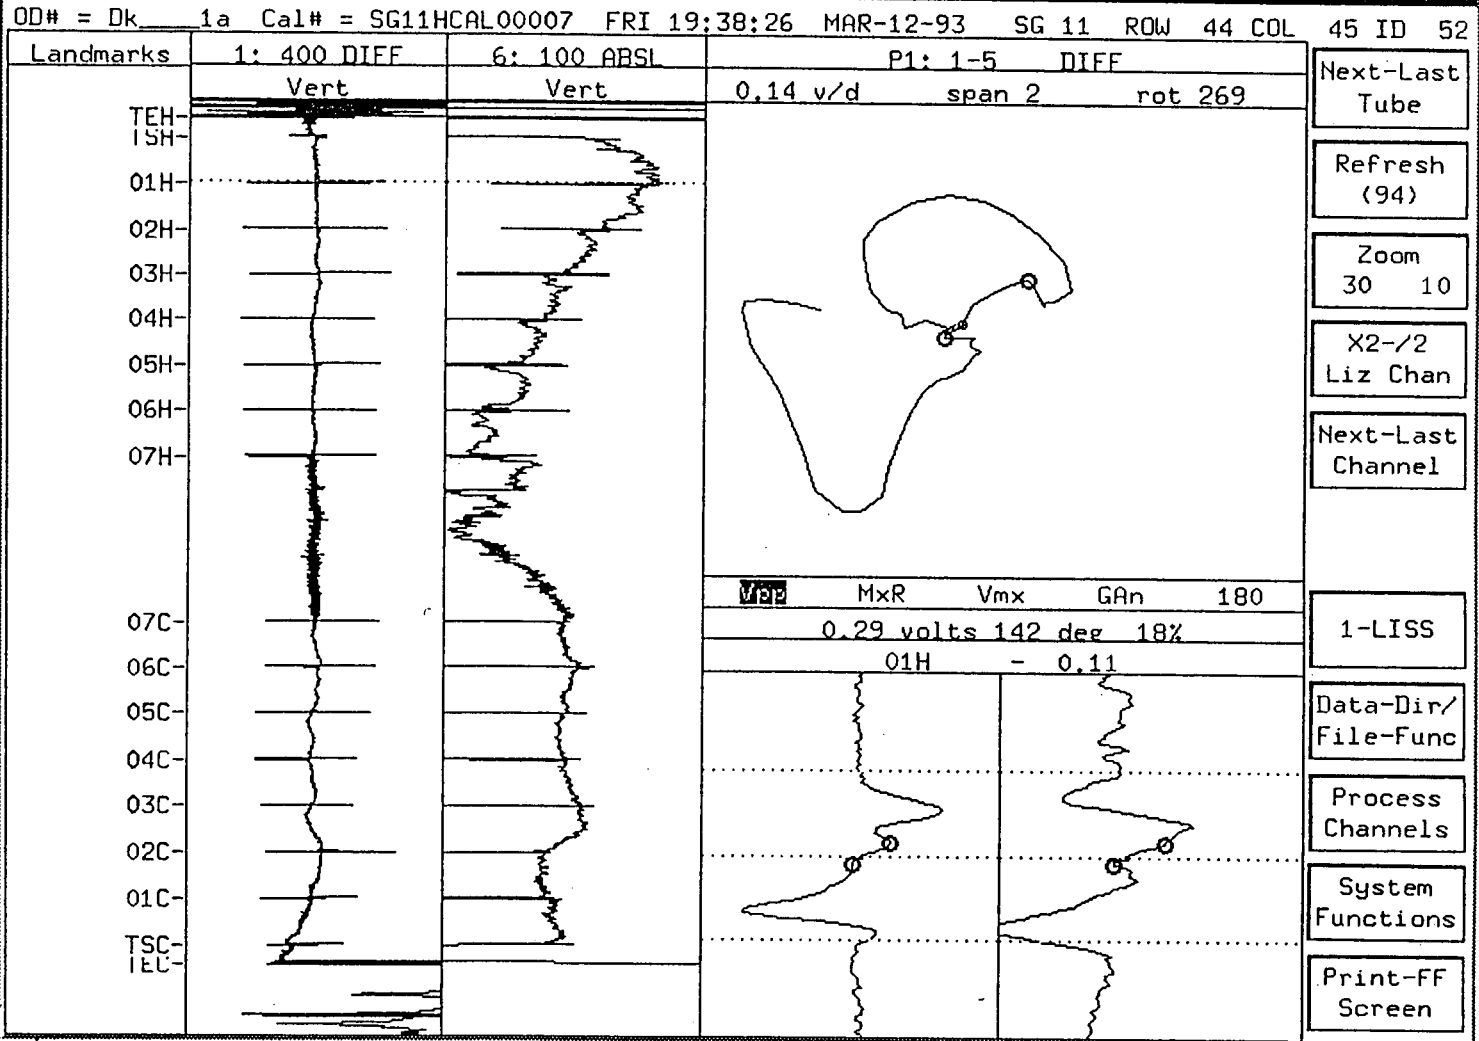 OD# = Dk____1a Cal# = SG11HCAL00007 FRI 19:38:26 MAR-12-93 SG 11 ROW 44 COL 45 ID 52
Landmarks 1: 400 DIFF 6: 100 ABSL P1: 1-5 DIFF
Vert Vert 0.14 v/d span 2 rot 269
TEH-
TSH-
01H-
02H-
03H-
04H-
05H-
06H-
07H-
07C-
06C-
05C-
04C-
03C-
02C-
01C-
TSC-
TEC-
Vpp MxR Vmx GAn 180
0.29 volts 142 deg 18%
01H - 0.11
Next-Last
Tube
Refresh
(94)
Zoom
30 10
X2-/2
Liz Chan
Next-Last
Channel
1-LISS
Data-Dir/
File-Func
Process
Channels
System
Functions
Print-FF
Screen